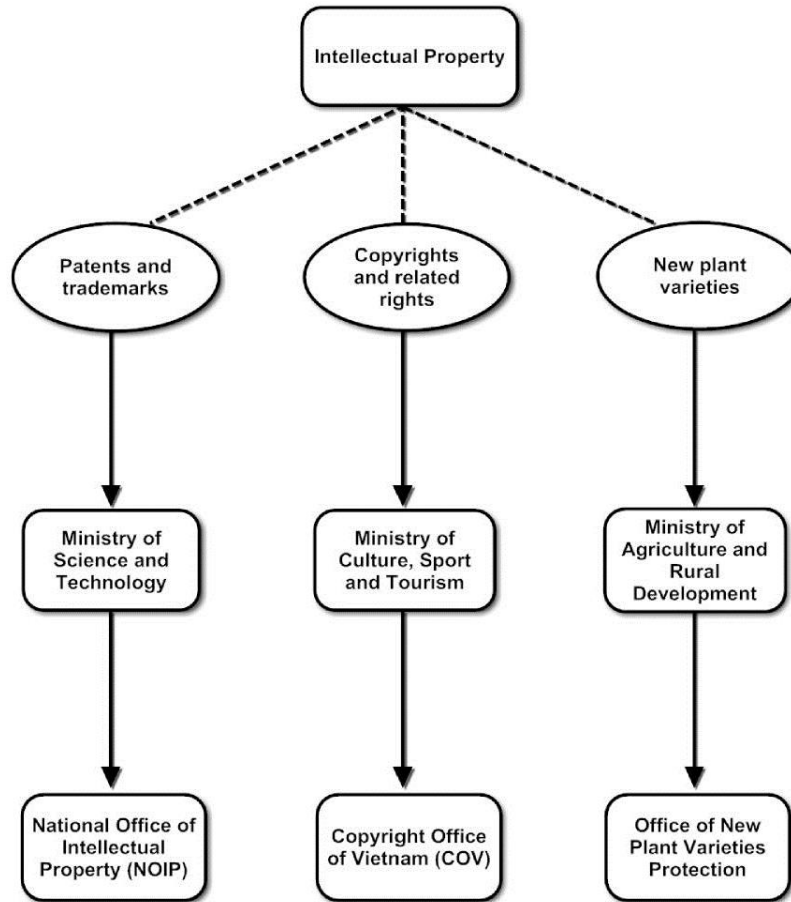 Intellectual Property
Patents and
trademarks
Copyrights
and related
rights
New plant
varieties
Ministry of
Science and
Technology
Ministry of
Culture, Sport
and Tourism
Ministry of
Agriculture and
Rural
Development
National Office of
Intellectual
Property (NOIP)
Copyright Office
of Vietnam (COV)
Office of New
Plant Varieties
Protection